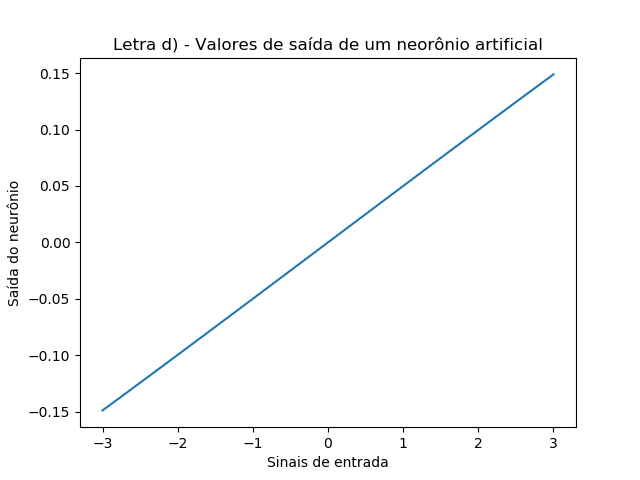 Letra d) - Valores de saída de um neorônio artificial
0.15
0.10
0.05
0.00
−0.05
−0.10
−0.15
Saída do neurônio
−3 −2 −1 0 1 2 3
Sinais de entrada